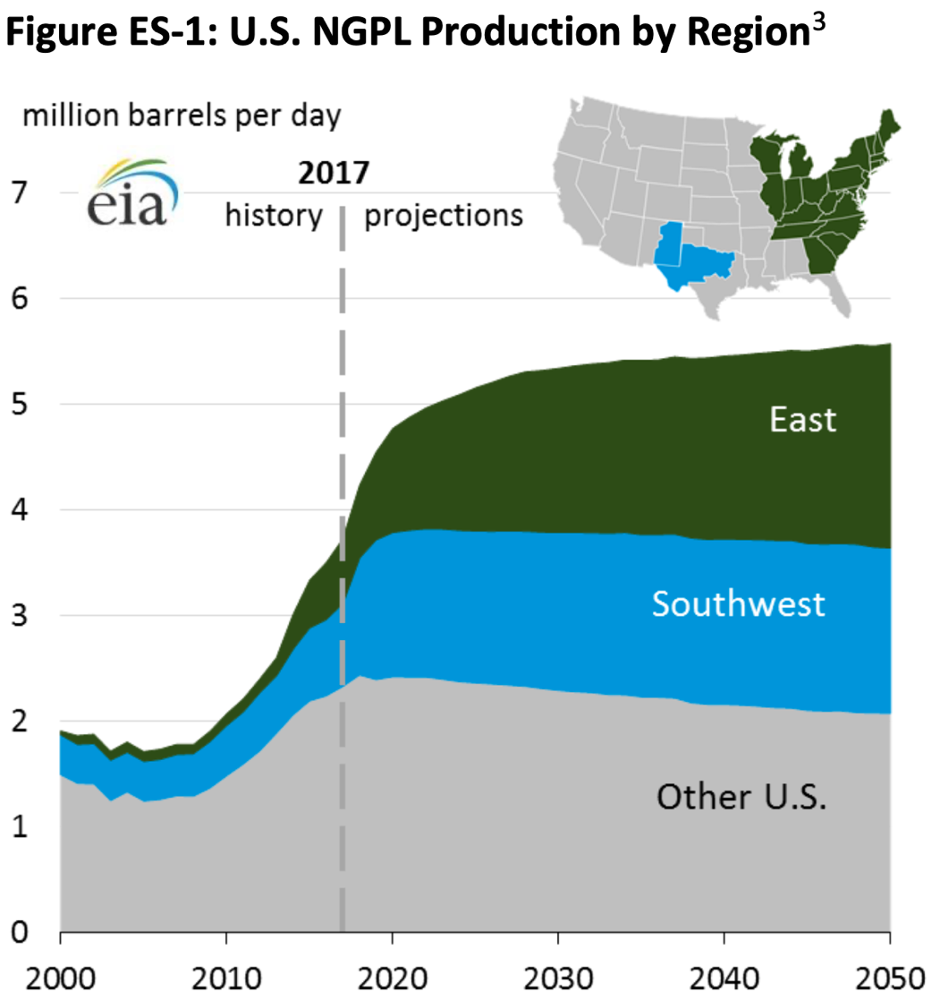 Figure ES-1: U.S. NGPL Production by Region³
million barrels per day
eia
2017
history projections
7
6
5
4
3
2
1
0
East
Southwest
Other U.S.
2000 2010 2020 2030 2040 2050